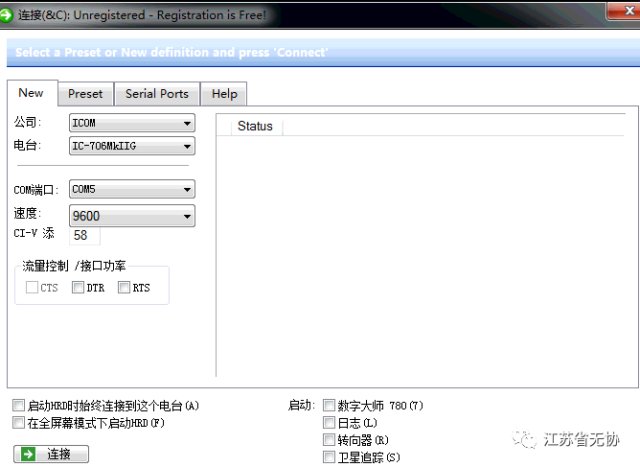 连接(&C): Unregistered - Registration is Free!
Select a Preset or New definition and press 'Connect'
New Preset Serial Ports Help
公司: ICOM
电台: IC-706MkIIG
Status
COM端口: COM5
速度: 9600
CI-V 添 58
流量控制 /接口功率
CTS DTR RTS
启动HRD时始终连接到这个电台(A)
在全屏幕模式下启动HRD(F)
连接
启动: 数字大师 780(7)
日志(L)
转向器(R)
卫星追踪(S)
江苏省无协